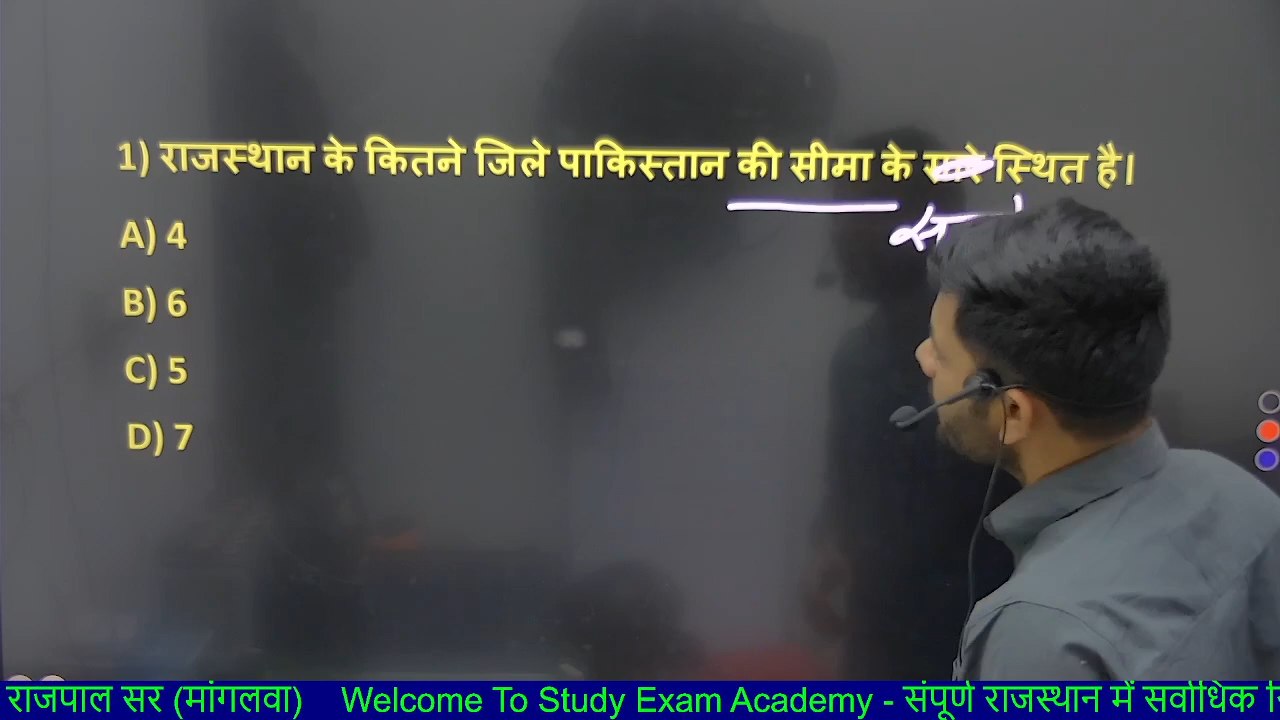 1) राजस्थान के कितने जिले पाकिस्तान की सीमा के स्थित है।
A) 4
B) 6
C) 5
D) 7
राजपाल सर (मांगलवा) Welcome To Study Exam Academy - संपूर्ण राजस्थान में सर्वाधिक